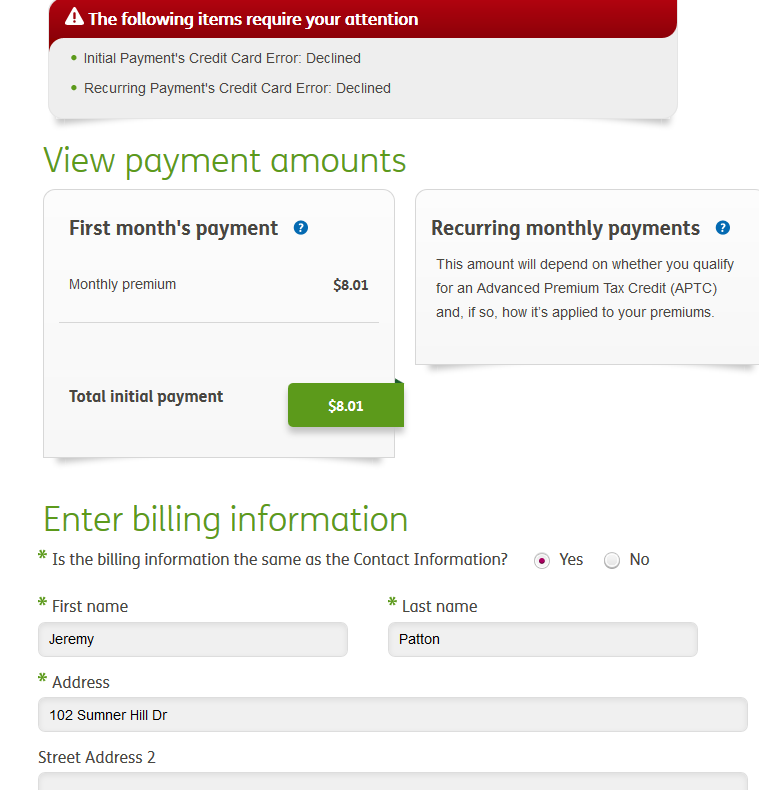 The following items require your attention
Initial Payment's Credit Card Error: Declined
Recurring Payment's Credit Card Error: Declined
View payment amounts
First month's payment ?
Monthly premium $8.01
Total initial payment $8.01
Recurring monthly payments ?
This amount will depend on whether you qualify
for an Advanced Premium Tax Credit (APTC)
and, if so, how it’s applied to your premiums.
Enter billing information
* Is the billing information the same as the Contact Information? Yes No
* First name * Last name
Jeremy Patton
* Address
102 Sumner Hill Dr
Street Address 2